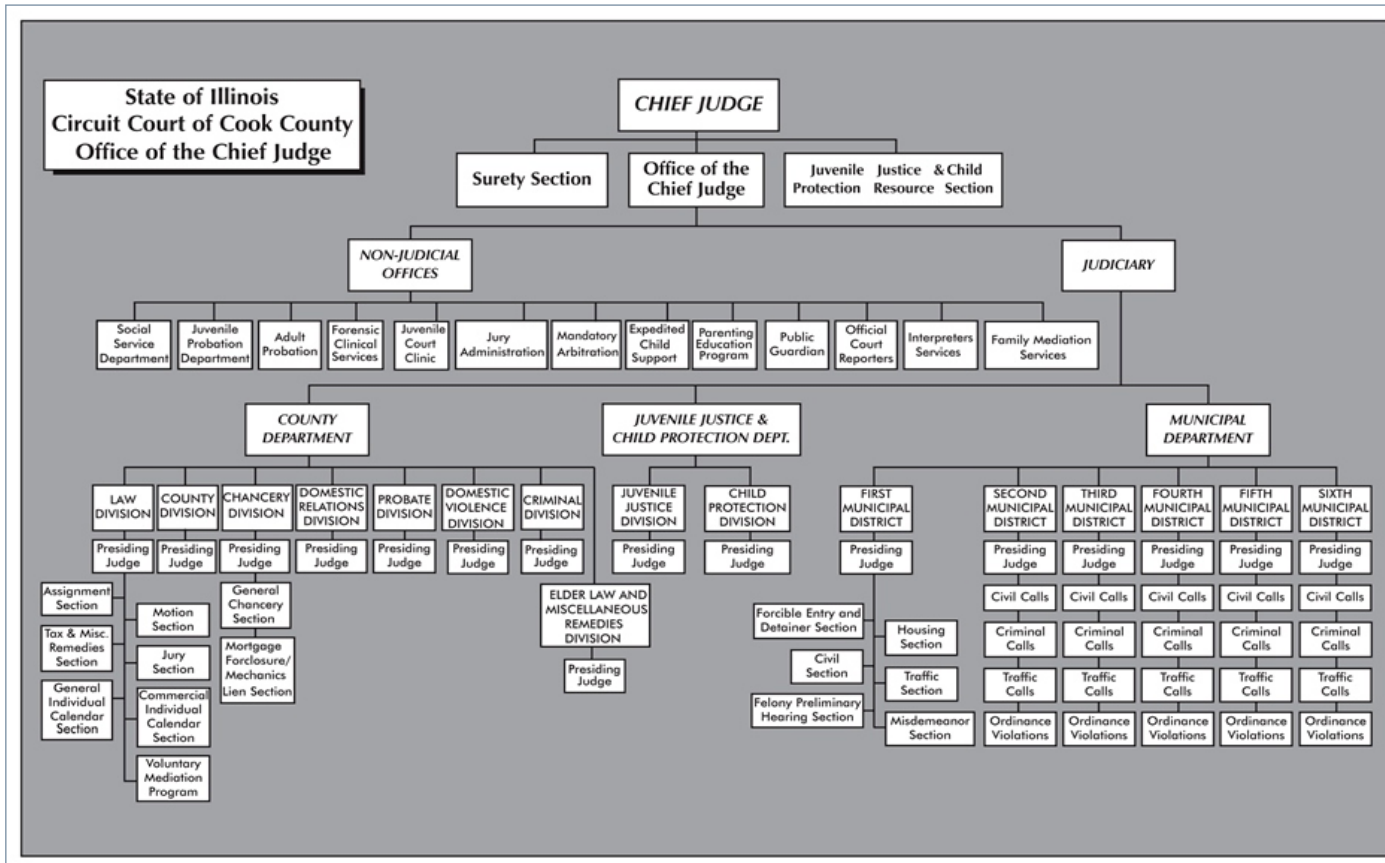 State of Illinois
Circuit Court of Cook County
Office of the Chief Judge
CHIEF JUDGE
Surety Section
Office of the
Chief Judge
Juvenile Justice & Child
Protection Resource Section
NON-JUDICIAL
OFFICES
JUDICIARY
Social
Service
Department
Juvenile
Probation
Department
Adult
Probation
Forensic
Clinical
Services
Juvenile
Court
Clinic
Jury
Administration
Mandatory
Arbitration
Expedited
Child
Support
Parenting
Education
Program
Public
Guardian
Official
Court
Reporters
Interpreters
Services
Family Mediation
Services
COUNTY
DEPARTMENT
JUVENILE JUSTICE &
CHILD PROTECTION DEPT.
MUNICIPAL
DEPARTMENT
LAW
DIVISION
Presiding
Judge
Assignment
Section
Motion
Section
Tax & Misc.
Remedies
Section
Jury
Section
General
Individual
Calendar
Section
Commercial
Individual
Calendar
Section
Voluntary
Mediation
Program
COUNTY
DIVISION
Presiding
Judge
CHANCERY
DIVISION
Presiding
Judge
General
Chancery
Section
Mortgage
Forclosure/
Mechanics
Lien Section
DOMESTIC
RELATIONS
DIVISION
Presiding
Judge
PROBATE
DIVISION
Presiding
Judge
DOMESTIC
VIOLENCE
DIVISION
Presiding
Judge
CRIMINAL
DIVISION
Presiding
Judge
ELDER LAW AND
MISCELLANEOUS
REMEDIES
DIVISION
Presiding
Judge
JUVENILE
JUSTICE
DIVISION
Presiding
Judge
CHILD
PROTECTION
DIVISION
Presiding
Judge
FIRST
MUNICIPAL
DISTRICT
Presiding
Judge
Forcible Entry and
Detainer Section
Housing
Section
Civil
Section
Traffic
Section
Felony Preliminary
Hearing Section
Misdemeanor
Section
SECOND
MUNICIPAL
DISTRICT
Presiding
Judge
Civil Calls
Criminal
Calls
Traffic
Calls
Ordinance
Violations
THIRD
MUNICIPAL
DISTRICT
Presiding
Judge
Civil Calls
Criminal
Calls
Traffic
Calls
Ordinance
Violations
FOURTH
MUNICIPAL
DISTRICT
Presiding
Judge
Civil Calls
Criminal
Calls
Traffic
Calls
Ordinance
Violations
FIFTH
MUNICIPAL
DISTRICT
Presiding
Judge
Civil Calls
Criminal
Calls
Traffic
Calls
Ordinance
Violations
SIXTH
MUNICIPAL
DISTRICT
Presiding
Judge
Civil Calls
Criminal
Calls
Traffic
Calls
Ordinance
Violations